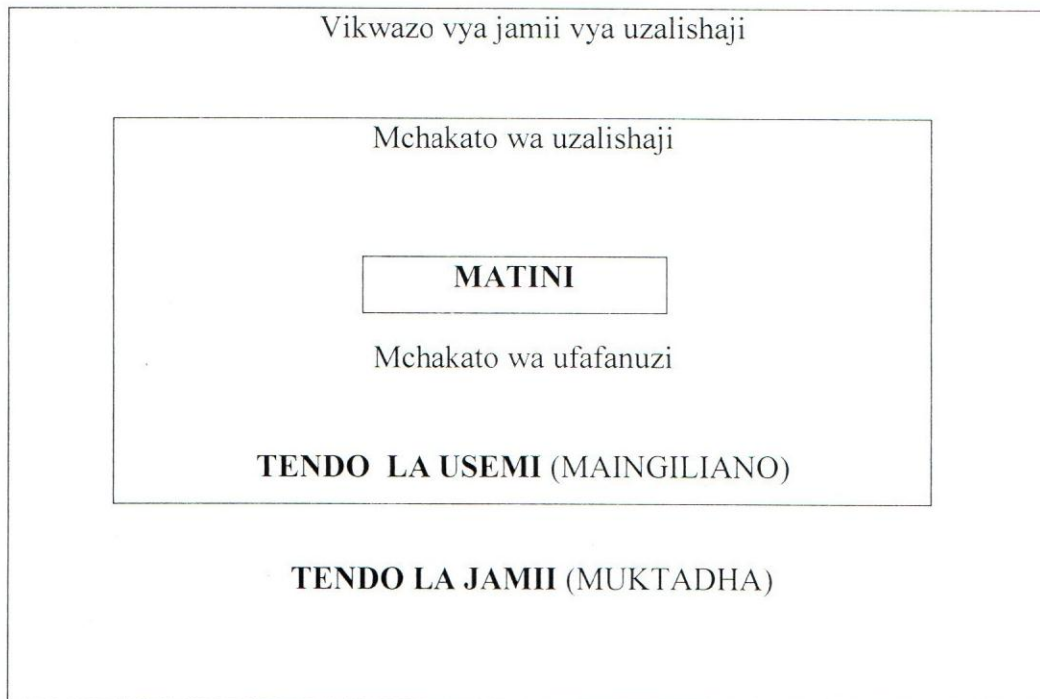 Vikwazo vya jamii vya uzalishaji
Mchakato wa uzalishaji
MATINI
Mchakato wa ufafanuzi
TENDO LA USEMI (MAINGILIANO)
TENDO LA JAMII (MUKTADHA)